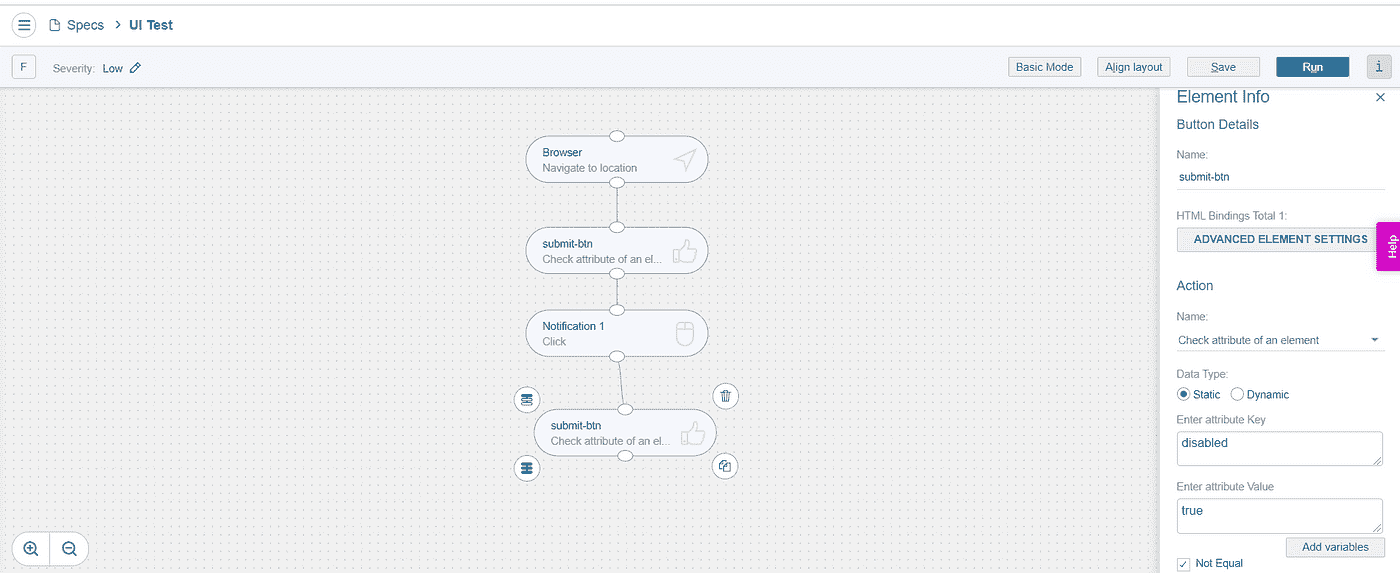 Specs > UI Test
F
Severity: Low
Basic Mode
Align layout
Save
Run
i
Browser
Navigate to location
submit-btn
Check attribute of an el...
Notification 1
Click
submit-btn
Check attribute of an el...
Element Info
Button Details
Name:
submit-btn
HTML Bindings Total 1:
ADVANCED ELEMENT SETTINGS
Help
Action
Name:
Check attribute of an element
Data Type:
Static Dynamic
Enter attribute Key
disabled
Enter attribute Value
true
Add variables
Not Equal